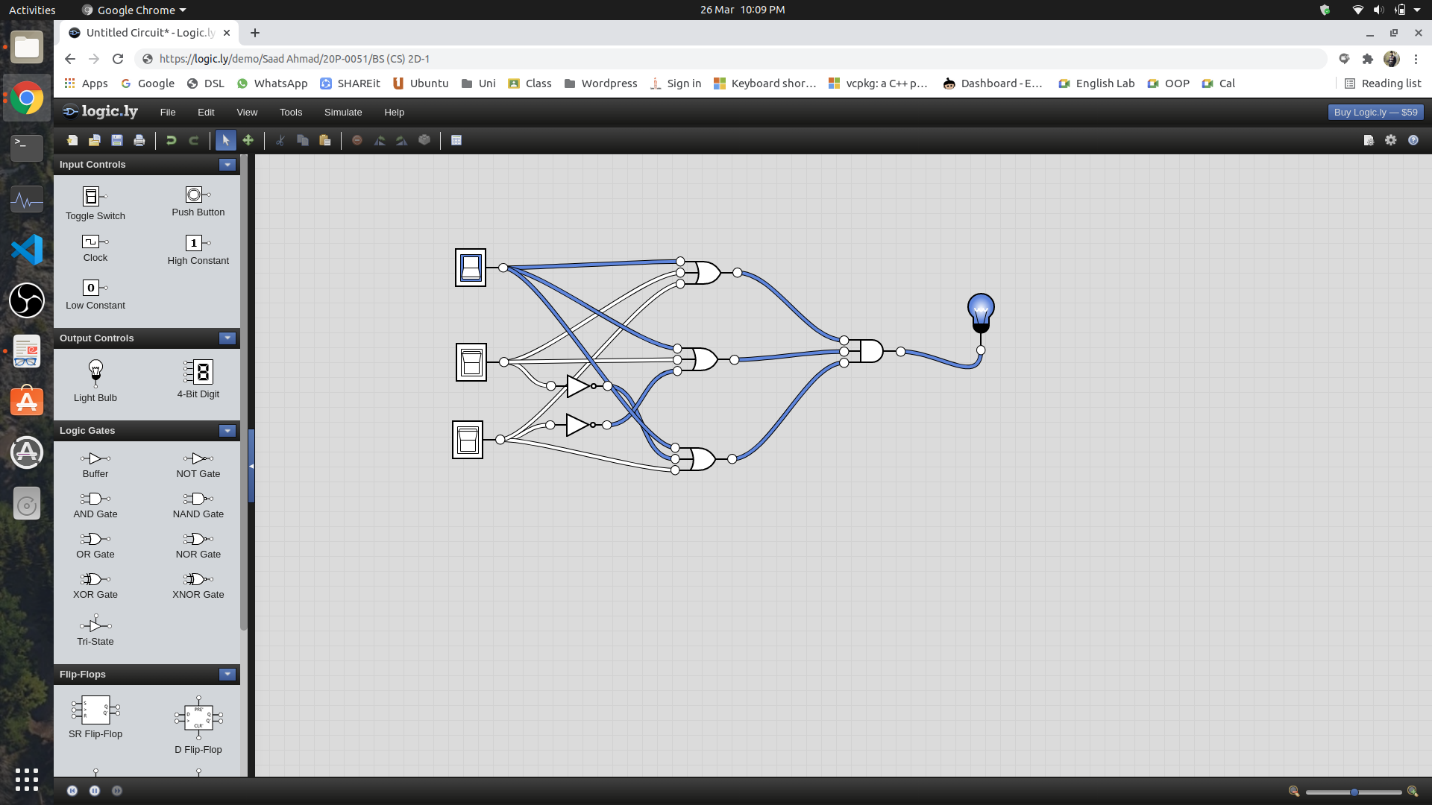 Activities Google Chrome 26 Mar 10:09 PM
Untitled Circuit* - Logic.ly
https://logic.ly/demo/Saad Ahmad/20P-0051/BS (CS) 2D-1
Apps Google DSL WhatsApp SHAREit Ubuntu Uni Class Wordpress Sign in Keyboard shor… vcpkg: a C++ p… Dashboard - E… English Lab OOP Cal Reading list
logic.ly File Edit View Tools Simulate Help Buy Logic.ly — $59
Input Controls
Toggle Switch Push Button
Clock High Constant
1
Low Constant
0
Output Controls
Light Bulb 4-Bit Digit
8
Logic Gates
Buffer NOT Gate
AND Gate NAND Gate
OR Gate NOR Gate
XOR Gate XNOR Gate
Tri-State
Flip-Flops
SR Flip-Flop D Flip-Flop